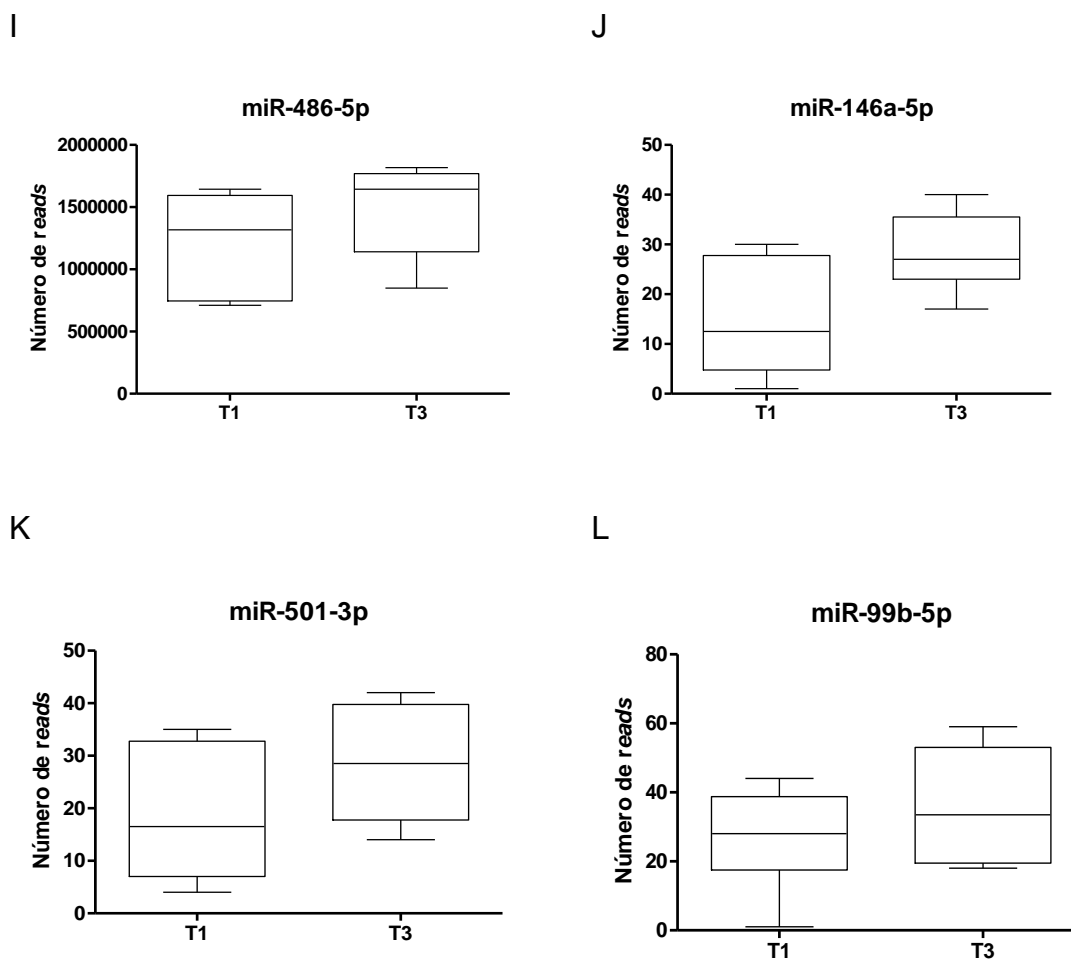 I
miR-486-5p
Número de reads
2000000
1500000
1000000
500000
0
T1
T3
J
miR-146a-5p
Número de reads
50
40
30
20
10
0
T1
T3
K
miR-501-3p
Número de reads
50
40
30
20
10
0
T1
T3
L
miR-99b-5p
Número de reads
80
60
40
20
0
T1
T3